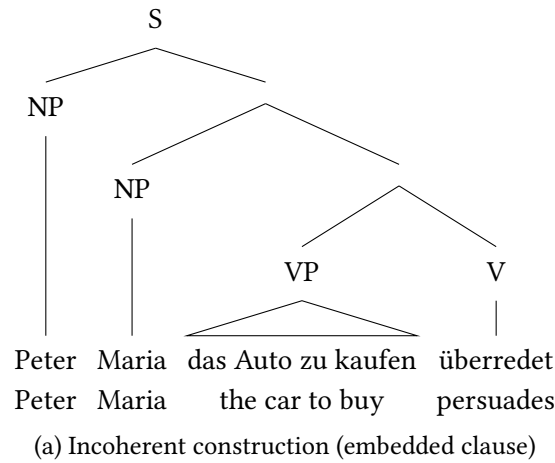 S
NP
NP
VP V
Peter Maria das Auto zu kaufen überredet
Peter Maria the car to buy persuades
(a) Incoherent construction (embedded clause)